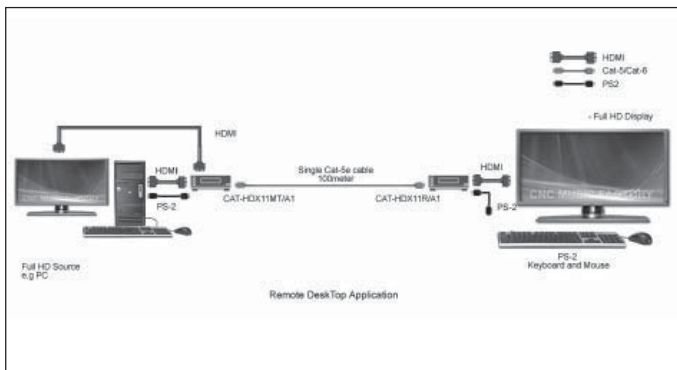 HDMI
Cat-5/Cat-6
PS2
- Full HD Display
HDMI
Single Cat-5e cable
100meter
HDMI
PS-2
HDMI
PS-2
CAT-HDX11MT/A1
CAT-HDX11R/A1
CNC MUSIC FACTORY
Full HD Source
e.g PC
PS-2
Keyboard and Mouse
Remote DeskTop Application